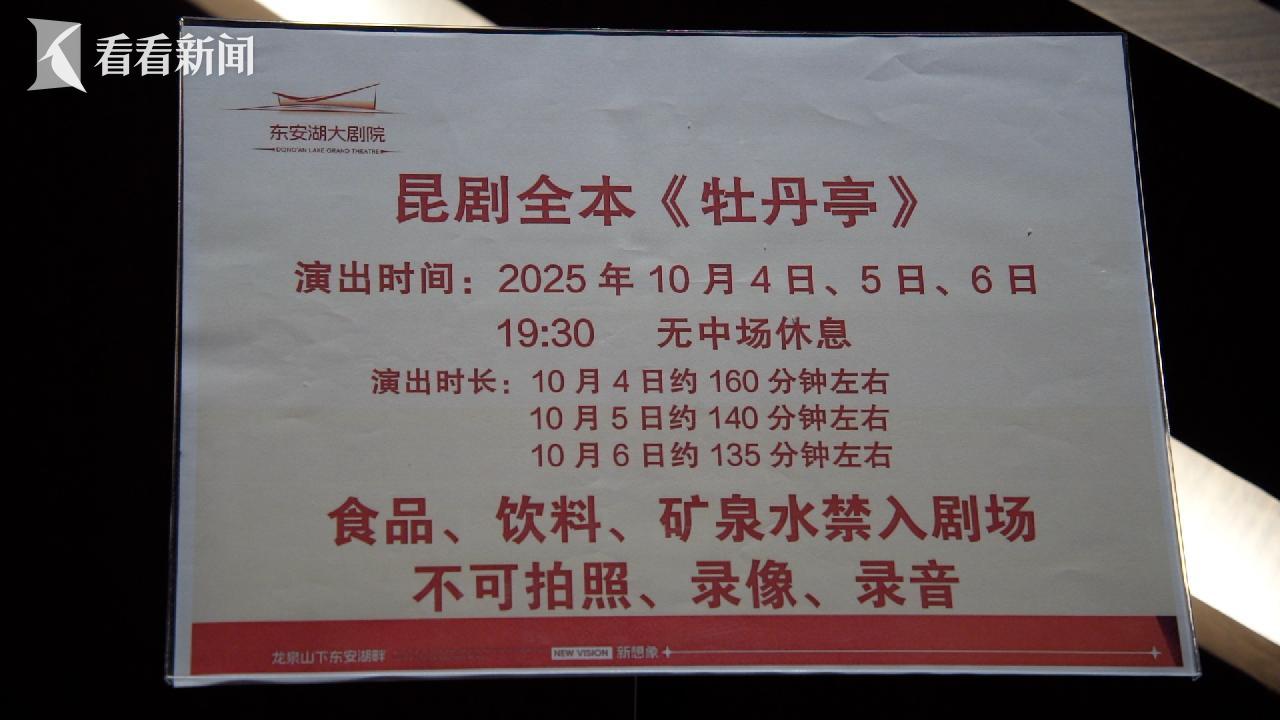 看看新闻
东安湖大剧院
DONG'AN LAKE GRAND THEATRE
昆剧全本《牡丹亭》
演出时间：2025 年 10 月 4 日、5 日、6 日
19:30 无中场休息
演出时长：10 月 4 日约 160 分钟左右
10 月 5 日约 140 分钟左右
10 月 6 日约 135 分钟左右
食品、饮料、矿泉水禁入剧场
不可拍照、录像、录音
龙泉山下东安湖畔
NEW VISION 新想象